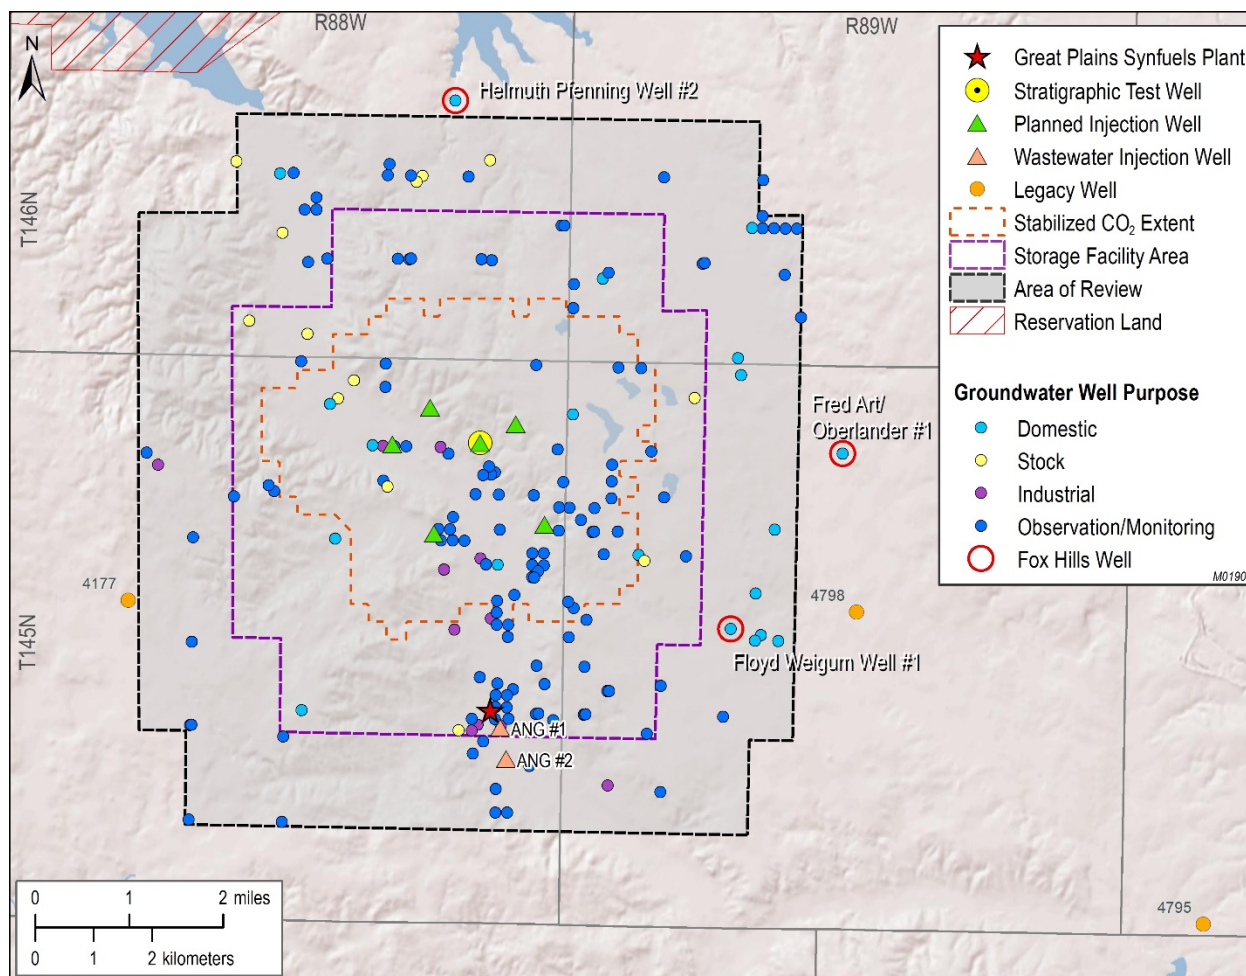 R88W
R89W
N
Helmuth Pfenning Well #2
T146N
Fred Art/
Oberlander #1
4177
4798
T145N
Floyd Weigum Well #1
ANG #1
ANG #2
4795
0 1 2 miles
0 1 2 kilometers
Great Plains Synfuels Plant
Stratigraphic Test Well
Planned Injection Well
Wastewater Injection Well
Legacy Well
Stabilized CO₂ Extent
Storage Facility Area
Area of Review
Reservation Land
Groundwater Well Purpose
Domestic
Stock
Industrial
Observation/Monitoring
Fox Hills Well
M0190